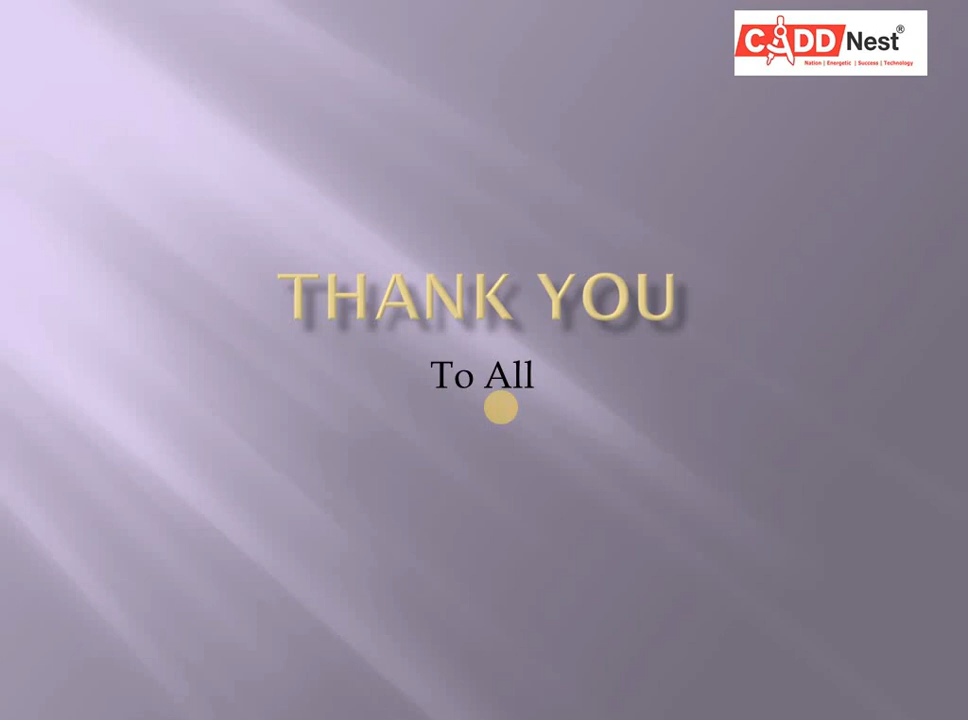 CADD Nest®
Nation | Energetic | Success | Technology
THANK YOU
To All